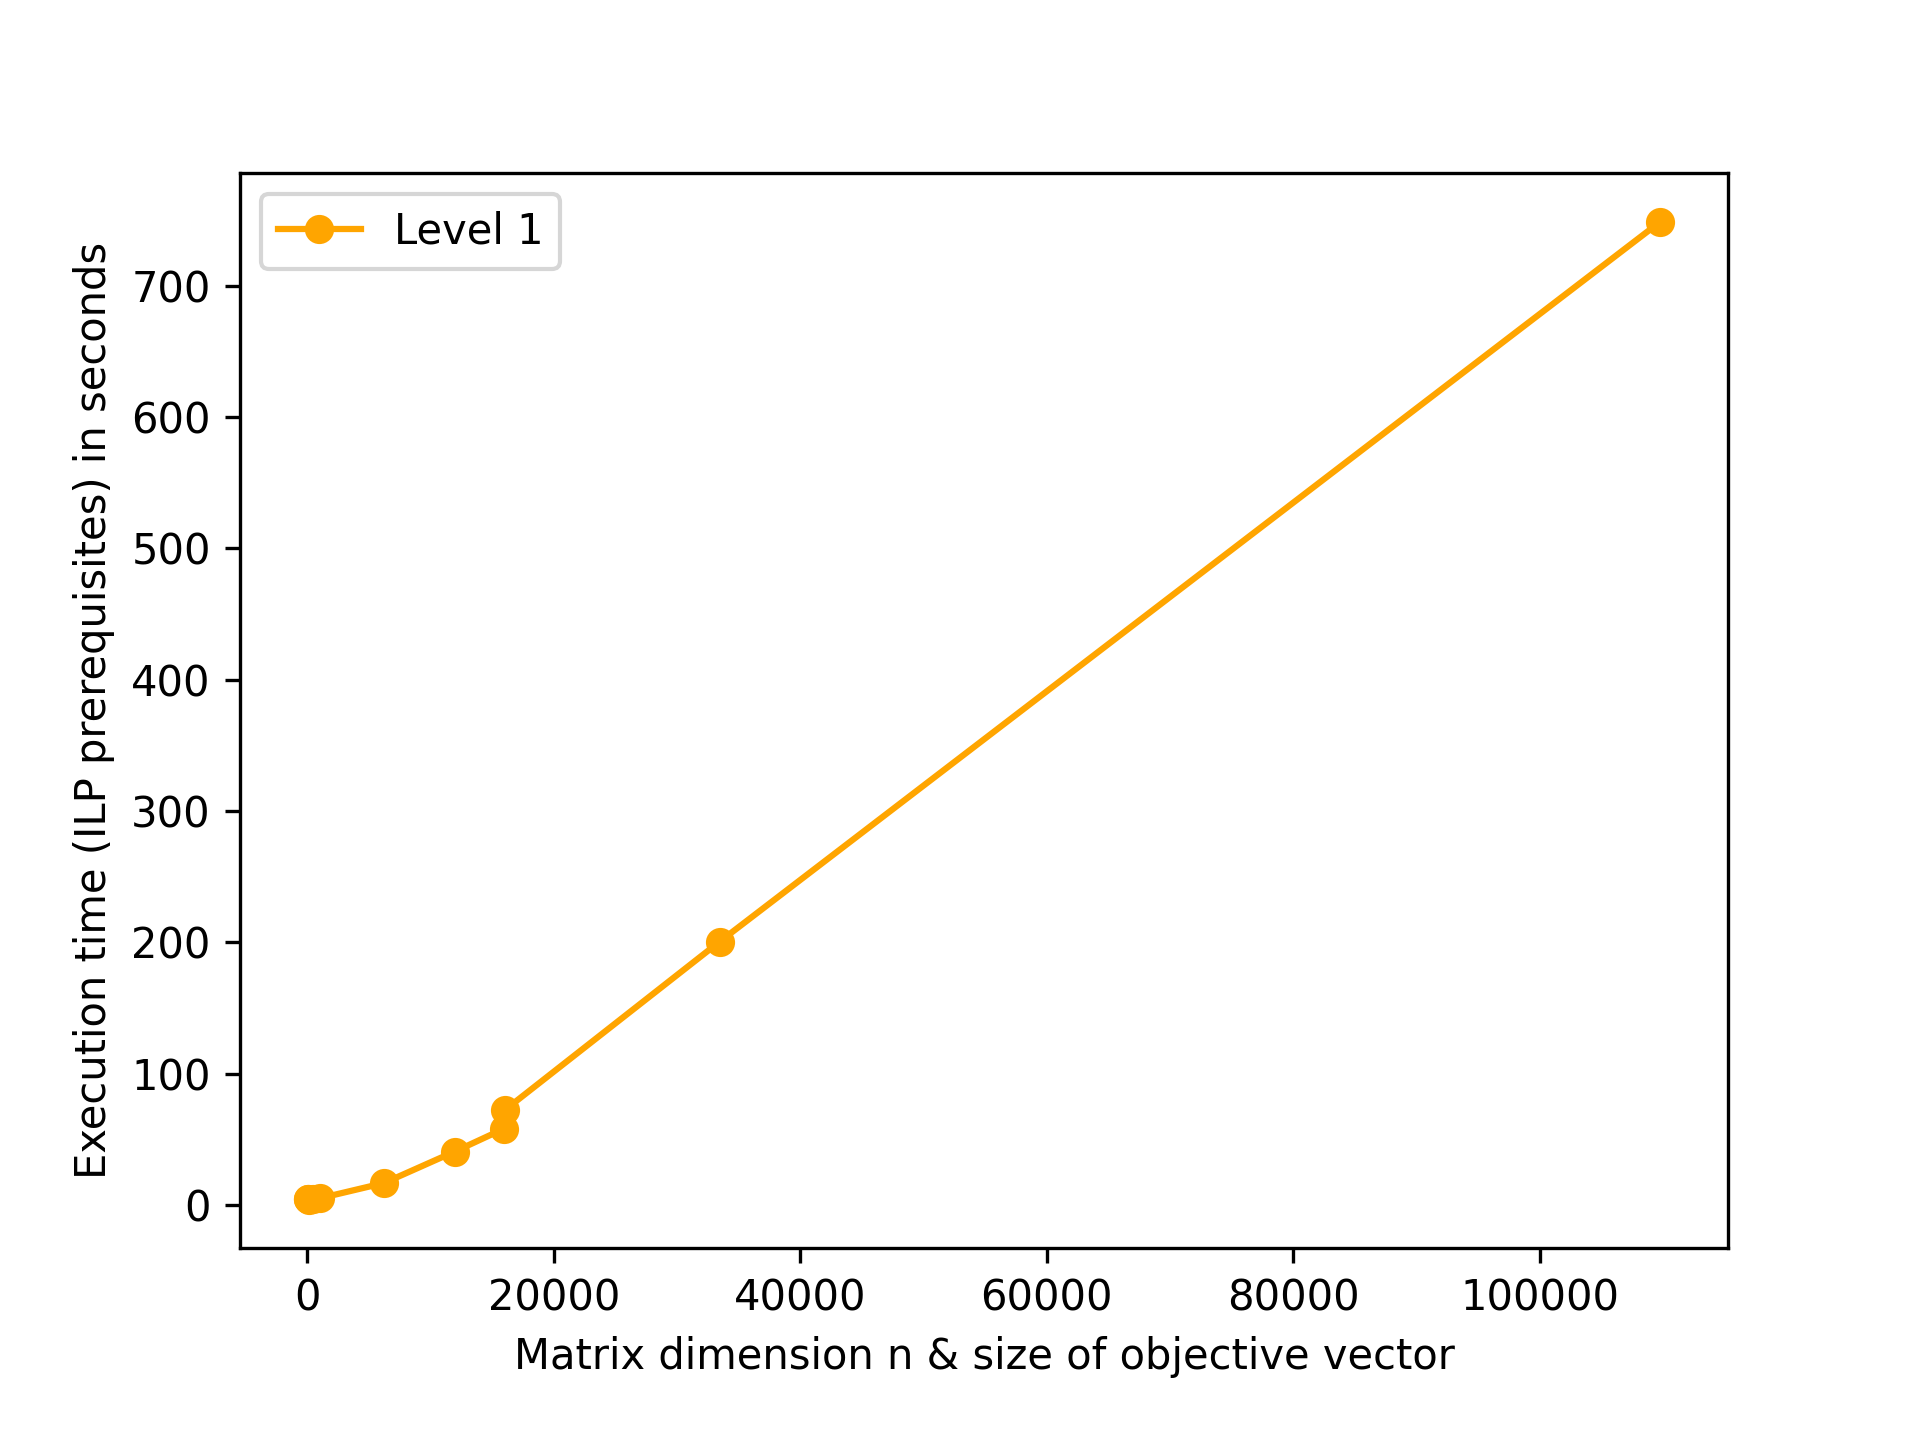 Level 1
Execution time (ILP prerequisites) in seconds
700
600
500
400
300
200
100
0
0 20000 40000 60000 80000 100000
Matrix dimension n & size of objective vector